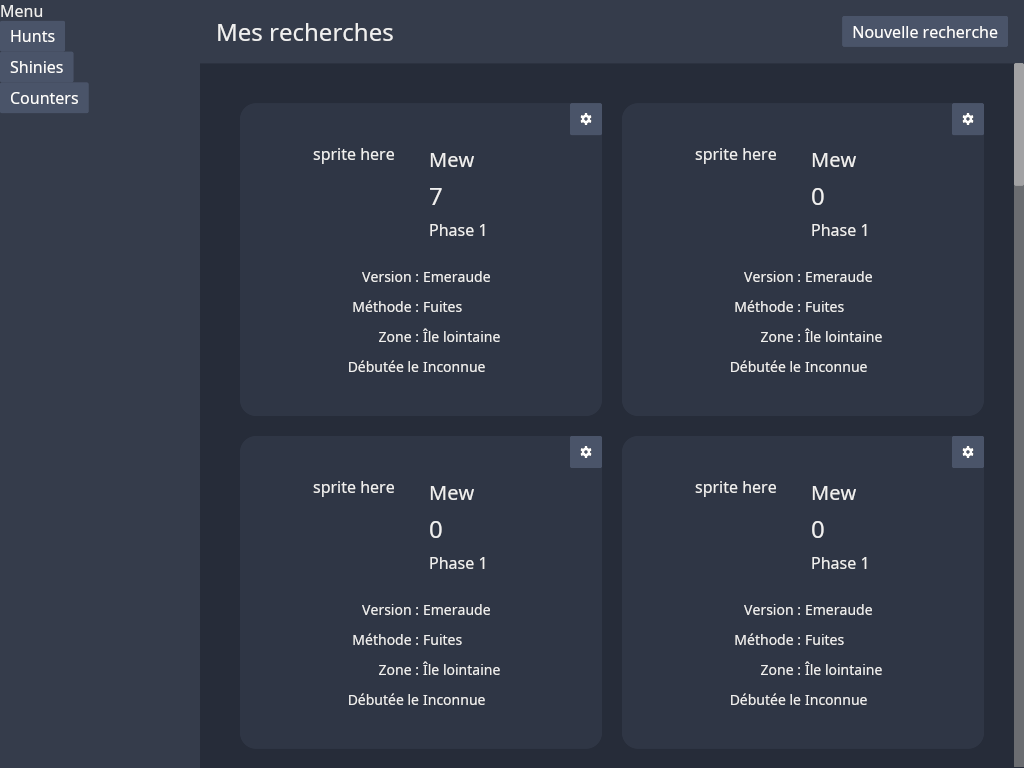 Menu
Hunts
Shinies
Counters
Mes recherches
Nouvelle recherche
sprite here
Mew
7
Phase 1
Version : Emeraude
Méthode : Fuites
Zone : Île lointaine
Débutée le Inconnue
sprite here
Mew
0
Phase 1
Version : Emeraude
Méthode : Fuites
Zone : Île lointaine
Débutée le Inconnue
sprite here
Mew
0
Phase 1
Version : Emeraude
Méthode : Fuites
Zone : Île lointaine
Débutée le Inconnue
sprite here
Mew
0
Phase 1
Version : Emeraude
Méthode : Fuites
Zone : Île lointaine
Débutée le Inconnue